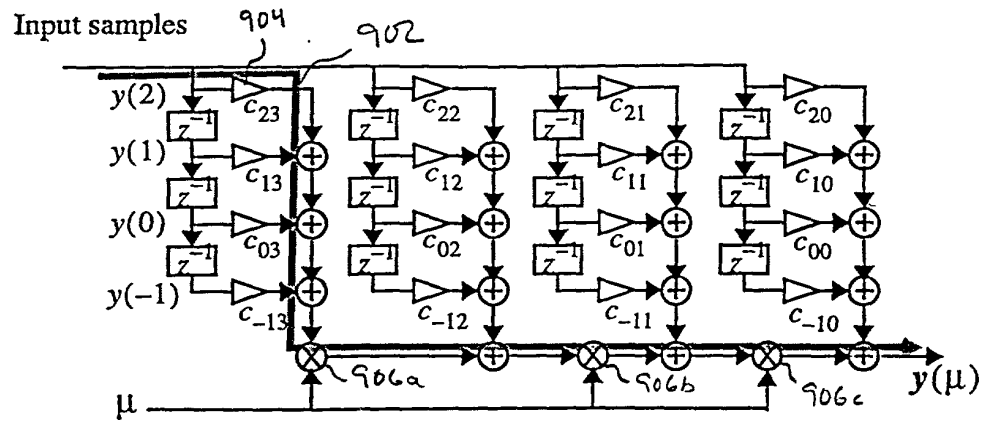 Input samples
904
902
y(2) c₂₃ c₂₂ c₂₁ c₂₀
z⁻¹ z⁻¹ z⁻¹ z⁻¹
y(1) c₁₃ c₁₂ c₁₁ c₁₀
z⁻¹ z⁻¹ z⁻¹ z⁻¹
y(0) c₀₃ c₀₂ c₀₁ c₀₀
z⁻¹ z⁻¹ z⁻¹ z⁻¹
y(-1) c₋₁₃ c₋₁₂ c₋₁₁ c₋₁₀
906a 906b 906c y(μ)
μ